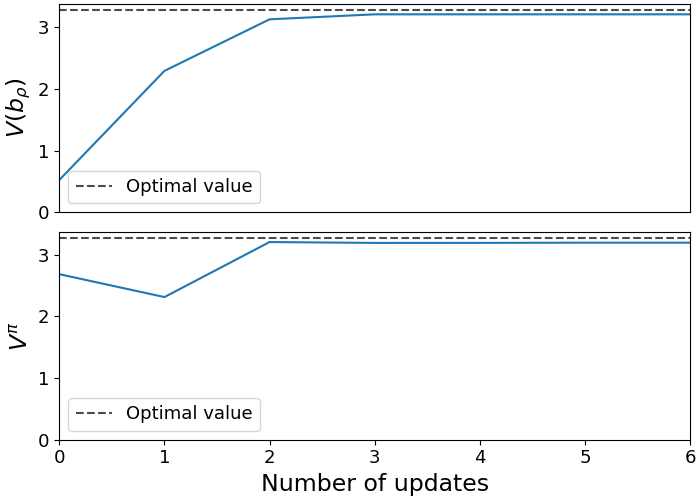 3
2
1
0
V(b_ρ)
Optimal value
3
2
1
0
V^π
Optimal value
0 1 2 3 4 5 6
Number of updates